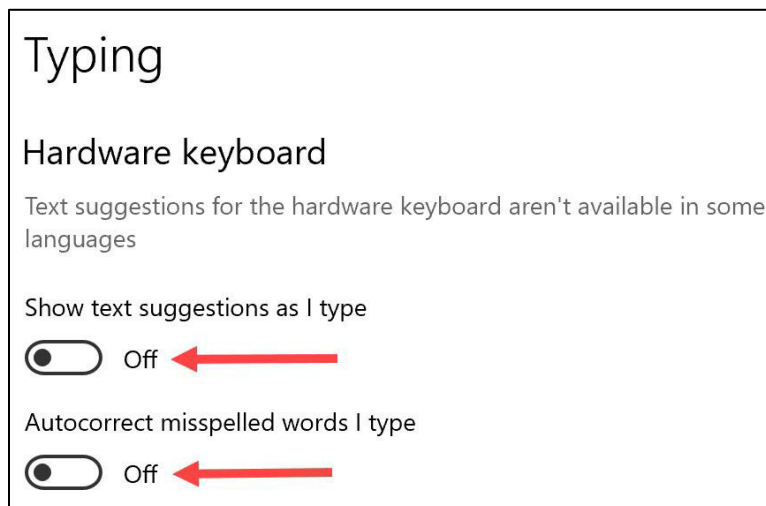 Typing
Hardware keyboard
Text suggestions for the hardware keyboard aren't available in some
languages
Show text suggestions as I type
Off
Autocorrect misspelled words I type
Off